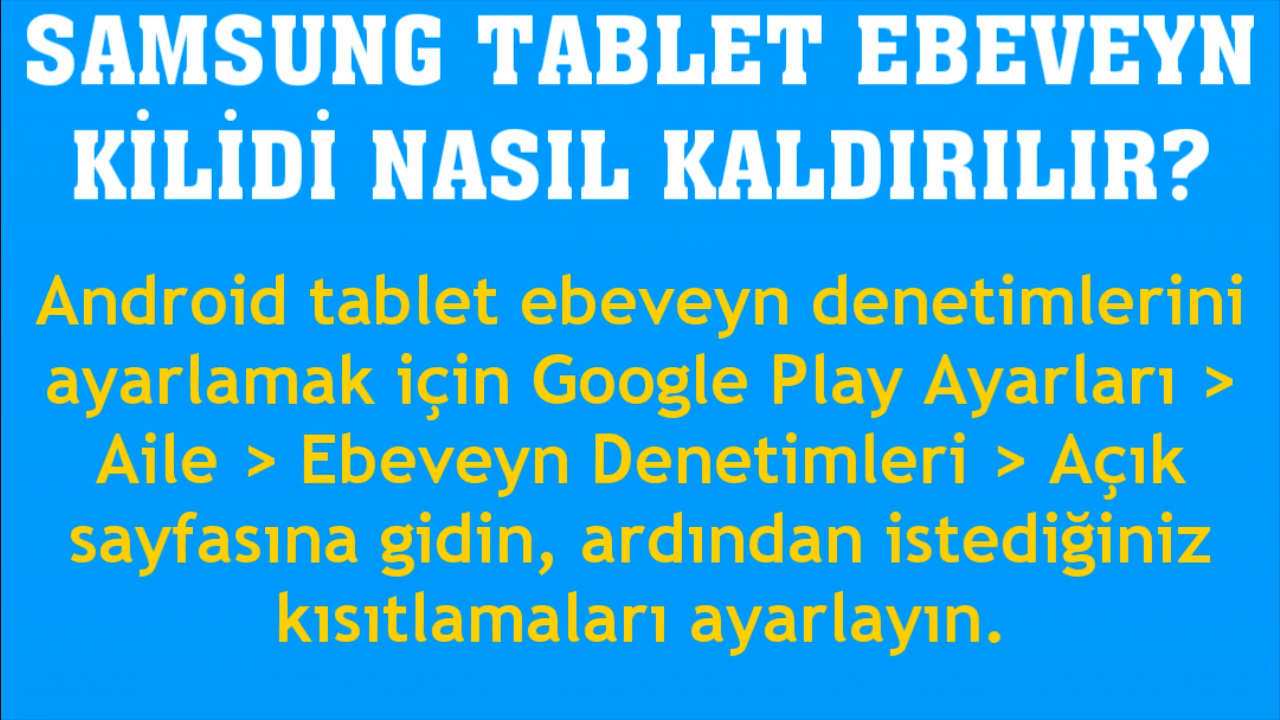 SAMSUNG TABLET EBEVEYN
KİLİDİ NASIL KALDIRILIR?
Android tablet ebeveyn denetimlerini
ayarlamak için Google Play Ayarları >
Aile > Ebeveyn Denetimleri > Açık
sayfasına gidin, ardından istediğiniz
kısıtlamaları ayarlayın.